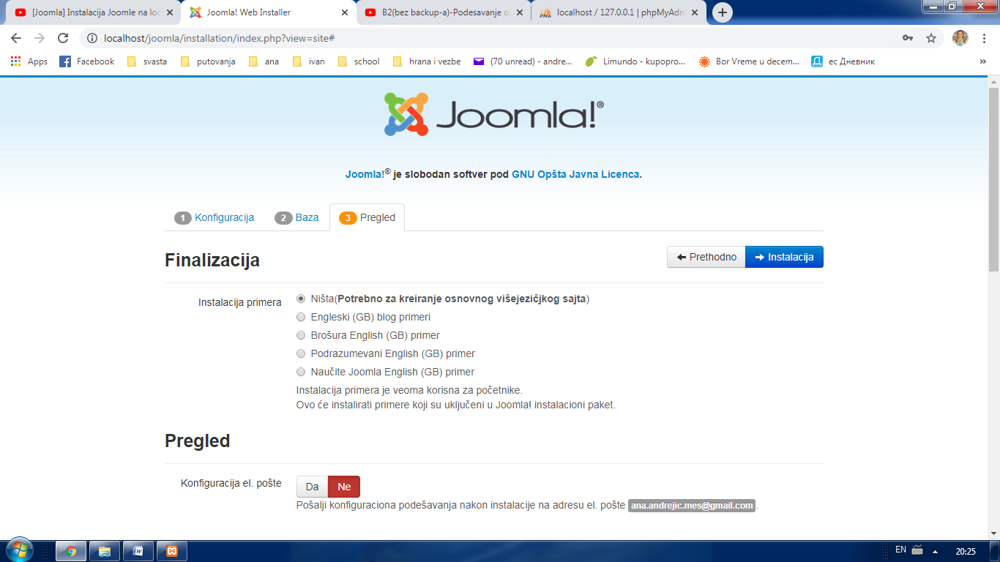 [Joomla] Instalacija Joomle na loc
Joomla! Web Installer
B2(bez backup-a)-Podesavanje o
PMA
localhost / 127.0.0.1 | phpMyAdm
localhost/joomla/installation/index.php?view=site#
Apps
Facebook
svasta
putovanja
ana
ivan
school
hrana i vezbe
(70 unread) - andre...
Limundo - kupopro...
Bor Vreme u decem...
ес Дневник
»
Joomla!®
Joomla!® je slobodan softver pod GNU Opšta Javna Licenca.
1 Konfiguracija
2 Baza
3 Pregled
Finalizacija
Prethodno
Instalacija
Instalacija primera
Ništa(Potrebno za kreiranje osnovnog višejezičjkog sajta)
Engleski (GB) blog primeri
Brošura English (GB) primer
Podrazumevani English (GB) primer
Naučite Joomla English (GB) primer
Instalacija primera je veoma korisna za početnike.
Ovo će instalirati primere koji su uključeni u Joomla! instalacioni paket.
Pregled
Konfiguracija el. pošte
Da
Ne
Pošalji konfiguraciona podešavanja nakon instalacije na adresu el. pošte ana.andrejic.mes@gmail.com.
EN
20:25